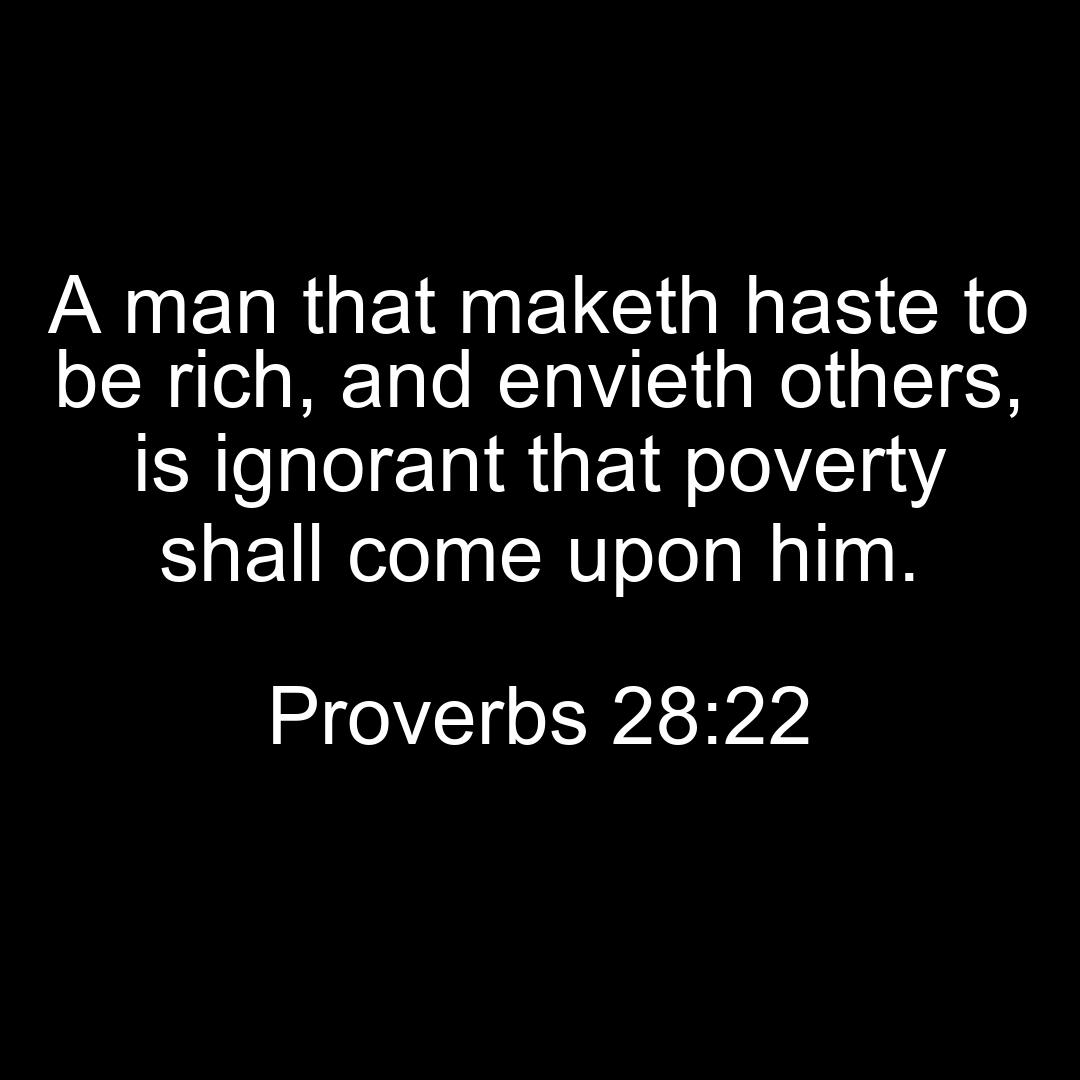 A man that maketh haste to
be rich, and envieth others,
is ignorant that poverty
shall come upon him.
Proverbs 28:22